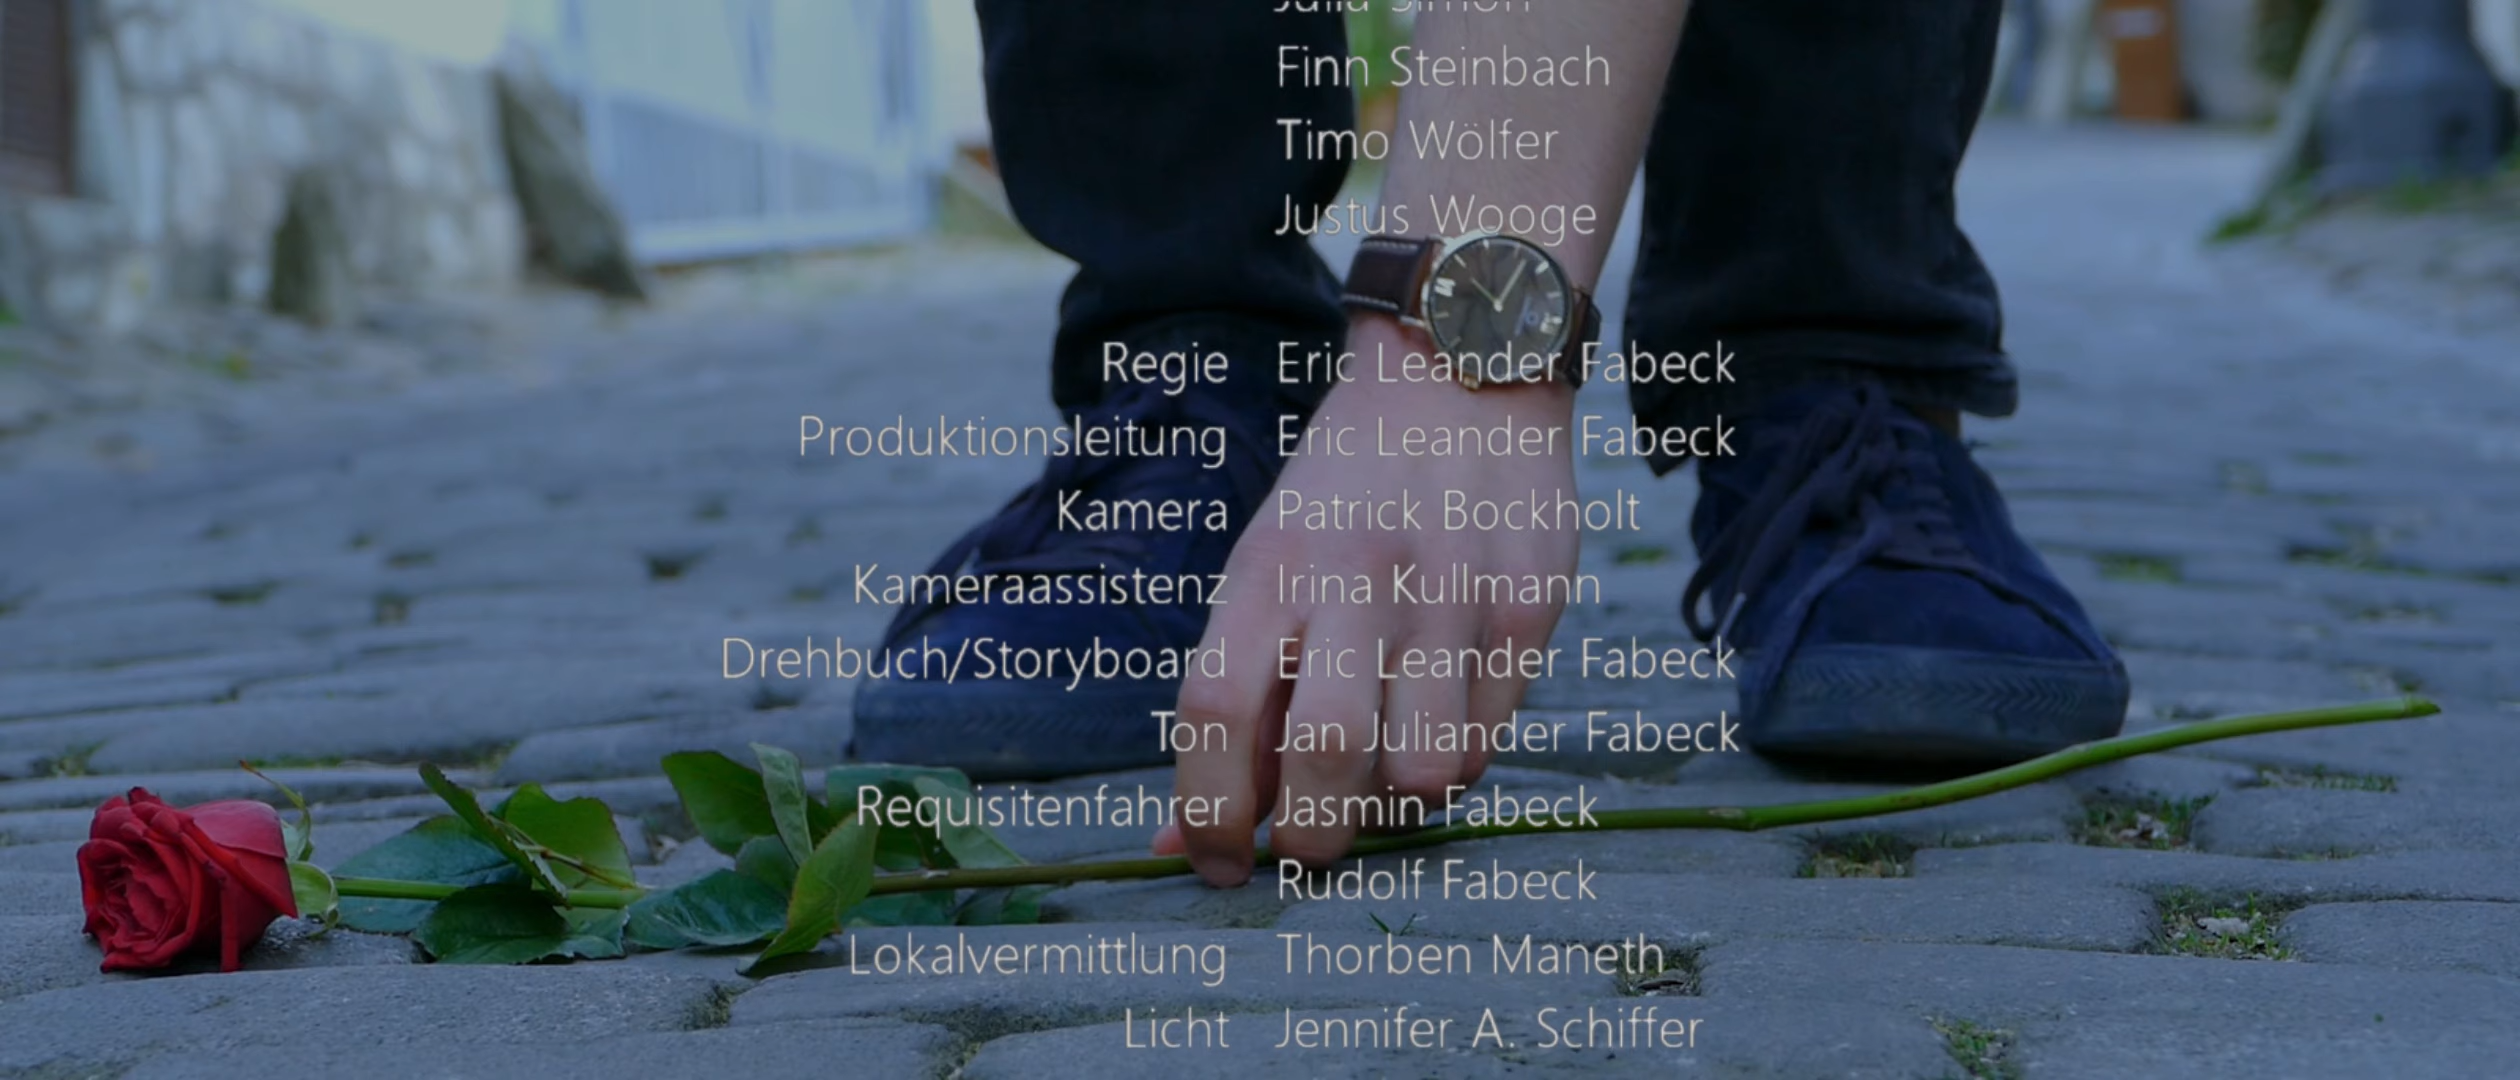 Julia Simon
Finn Steinbach
Timo Wölfer
Justus Wooge
Regie Eric Leander Fabeck
Produktionsleitung Eric Leander Fabeck
Kamera Patrick Bockholt
Kameraassistenz Irina Kullmann
Drehbuch/Storyboard Eric Leander Fabeck
Ton Jan Juliander Fabeck
Requisitenfahrer Jasmin Fabeck
Rudolf Fabeck
Lokalvermittlung Thorben Maneth
Licht Jennifer A. Schiffer